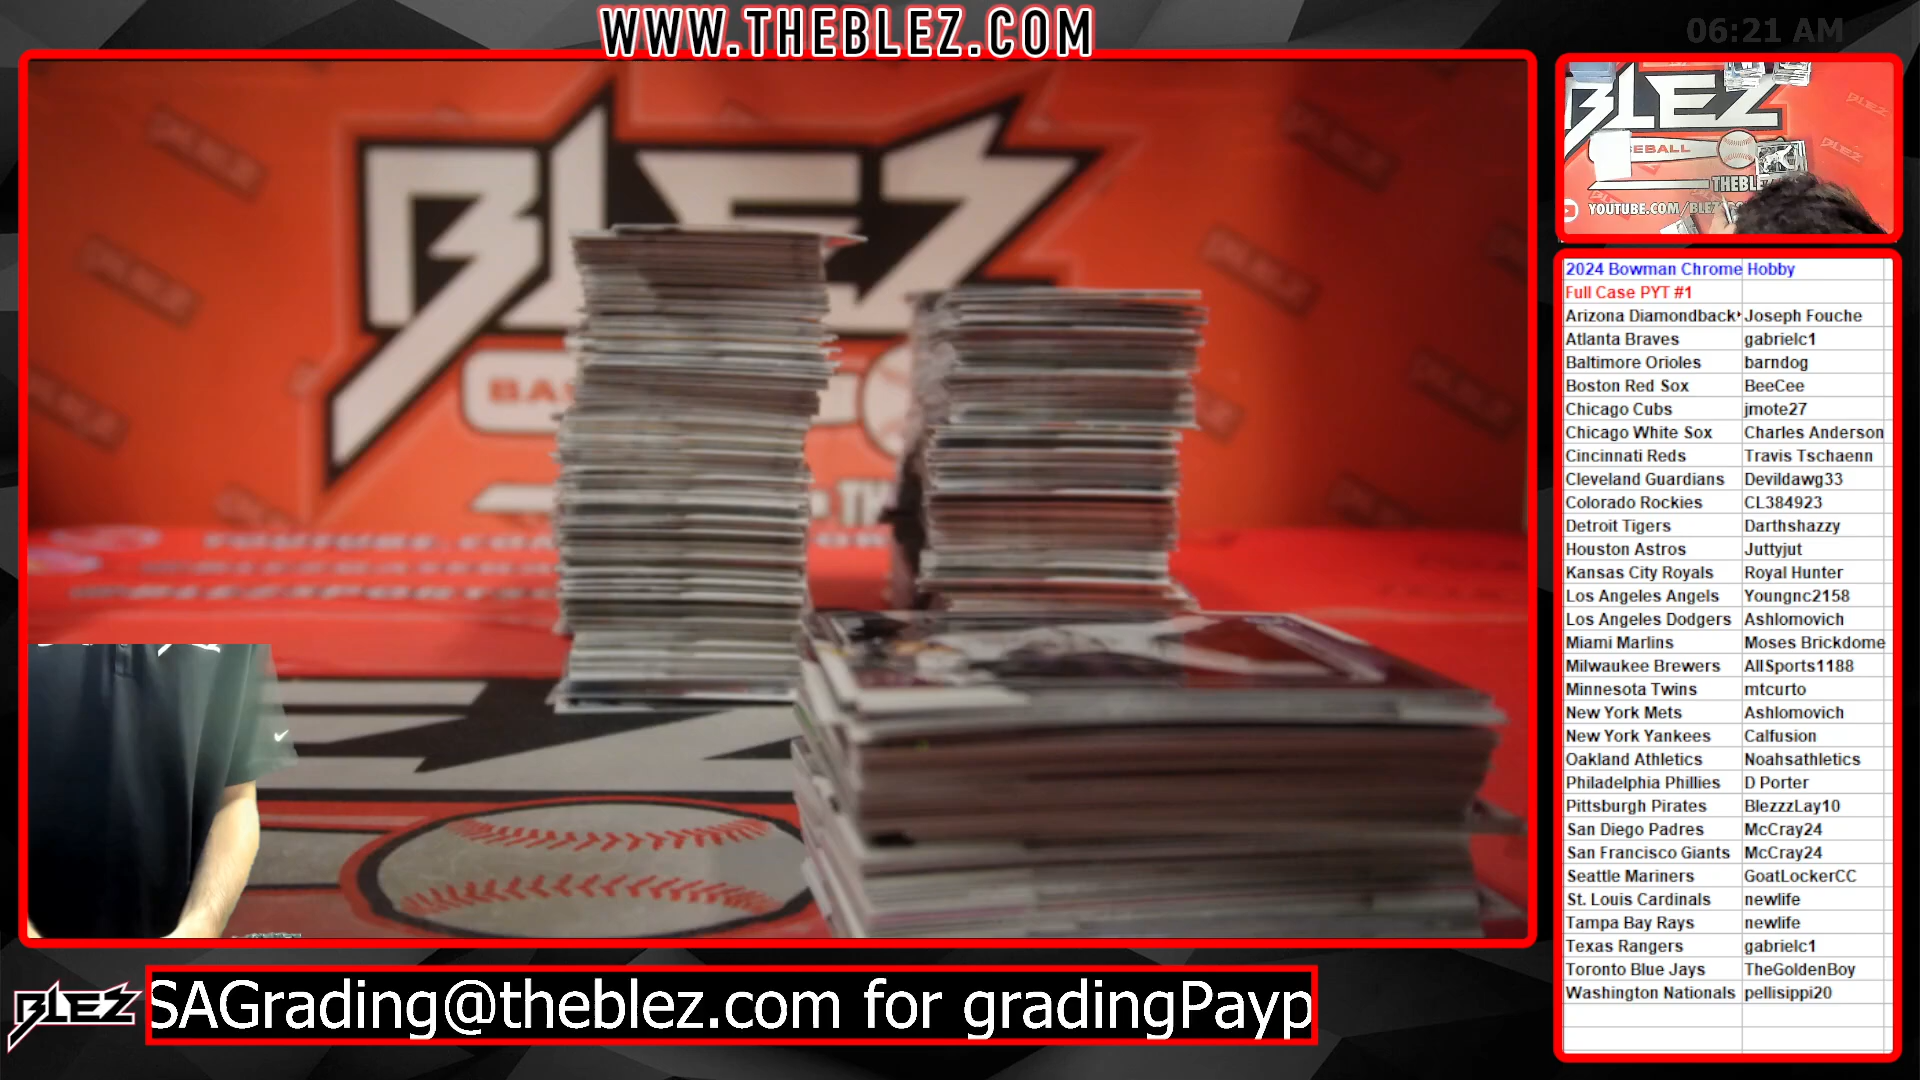 WWW.THEBLEZ.COM
06:21 AM
BLEZ
BLEZ
EBALL
THEBLE
YOUTUBE.COM/BLEZ
2024 Bowman Chrome Hobby
Full Case PYT #1
Arizona Diamondback Joseph Fouche
Atlanta Braves gabrielc1
Baltimore Orioles barndog
Boston Red Sox BeeCee
Chicago Cubs jmote27
Chicago White Sox Charles Anderson
Cincinnati Reds Travis Tschaenn
Cleveland Guardians Devildawg33
Colorado Rockies CL384923
Detroit Tigers Darthshazzy
Houston Astros Juttyjut
Kansas City Royals Royal Hunter
Los Angeles Angels Youngnc2158
Los Angeles Dodgers Ashlomovich
Miami Marlins Moses Brickdome
Milwaukee Brewers AllSports1188
Minnesota Twins mtcurto
New York Mets Ashlomovich
New York Yankees Calfusion
Oakland Athletics Noahsathletics
Philadelphia Phillies D Porter
Pittsburgh Pirates BlezzzLay10
San Diego Padres McCray24
San Francisco Giants McCray24
Seattle Mariners GoatLockerCC
St. Louis Cardinals newlife
Tampa Bay Rays newlife
Texas Rangers gabrielc1
Toronto Blue Jays TheGoldenBoy
Washington Nationals pellisippi20
BLEZ
SAGrading@theblez.com for gradingPayp